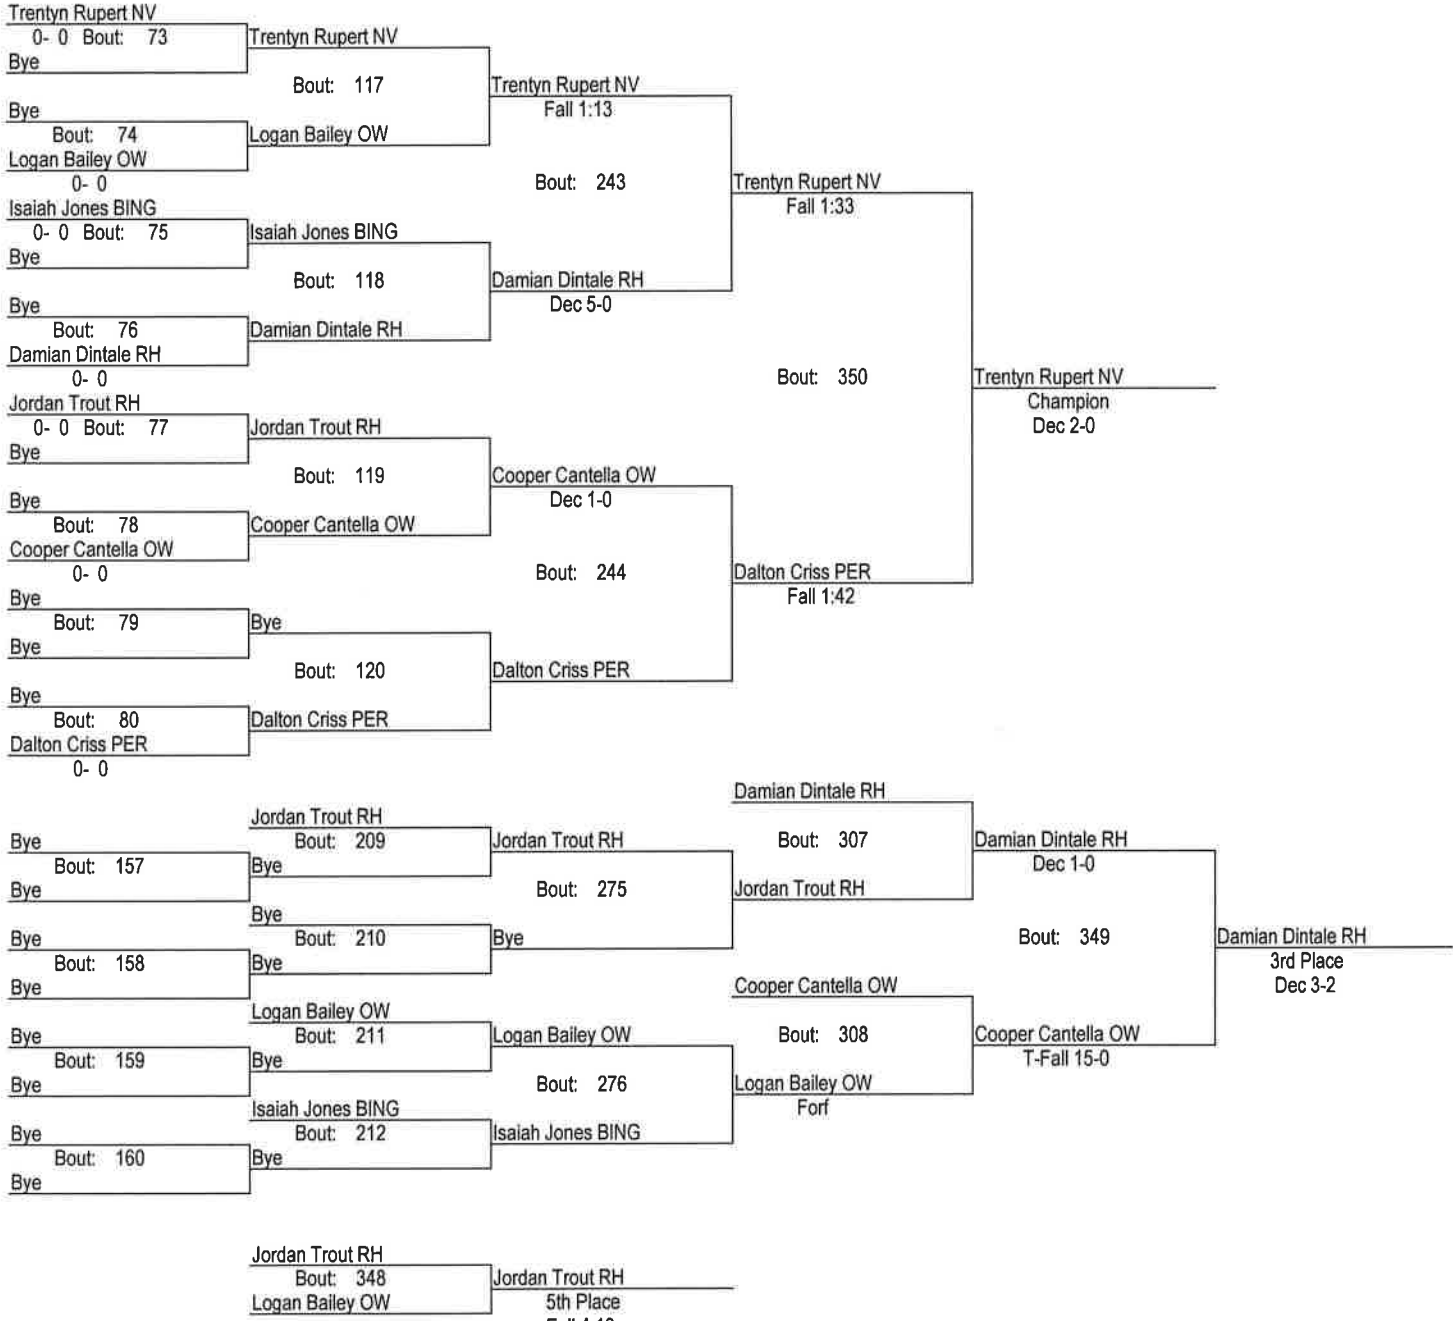 Trentyn Rupert NV
0- 0 Bout: 73
Bye
Trentyn Rupert NV
Bout: 117
Bye
Bout: 74
Logan Bailey OW
0- 0
Logan Bailey OW
Trentyn Rupert NV
Fall 1:13
Bout: 243
Isaiah Jones BING
0- 0 Bout: 75
Bye
Isaiah Jones BING
Bout: 118
Bye
Bout: 76
Damian Dintale RH
0- 0
Damian Dintale RH
Damian Dintale RH
Dec 5-0
Trentyn Rupert NV
Fall 1:33
Bout: 350
Jordan Trout RH
0- 0 Bout: 77
Bye
Jordan Trout RH
Bout: 119
Bye
Bout: 78
Cooper Cantella OW
0- 0
Cooper Cantella OW
Cooper Cantella OW
Dec 1-0
Bout: 244
Bye
Bout: 79
Bye
Bye
Bout: 120
Bye
Bout: 80
Dalton Criss PER
0- 0
Dalton Criss PER
Dalton Criss PER
Dalton Criss PER
Fall 1:42
Trentyn Rupert NV
Champion
Dec 2-0
Bye
Bout: 157
Bye
Jordan Trout RH
Bout: 209
Bye
Jordan Trout RH
Bout: 275
Bye
Bout: 158
Bye
Bye
Bout: 210
Bye
Bye
Damian Dintale RH
Bout: 307
Jordan Trout RH
Damian Dintale RH
Dec 1-0
Bout: 349
Bye
Bout: 159
Bye
Logan Bailey OW
Bout: 211
Bye
Logan Bailey OW
Bout: 276
Bye
Bout: 160
Bye
Isaiah Jones BING
Bout: 212
Bye
Isaiah Jones BING
Cooper Cantella OW
Bout: 308
Logan Bailey OW
Forf
Cooper Cantella OW
T-Fall 15-0
Damian Dintale RH
3rd Place
Dec 3-2
Jordan Trout RH
Bout: 348
Logan Bailey OW
Jordan Trout RH
5th Place